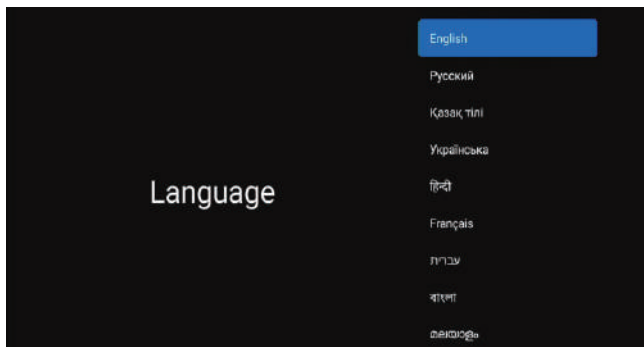 Language
English
Русский
Қазақ тілі
Українська
हिन्दी
Français
עברית
বাংলা
മലയാളം